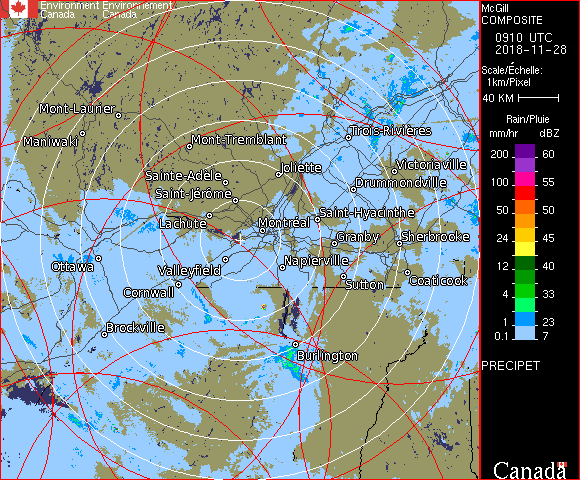 Environment Environnement
Canada Canada
McGill
COMPOSITE
0910 UTC
2018-11-28
Scale/Échelle:
1km/Pixel
40 KM
Rain/Pluie
mm/hr dBZ
200 60
100 55
50 50
24 45
12 40
4 33
1 23
0.1 7
PRECIPET
Canada
Mont-Laurier
Maniwaki
Mont-Tremblant
Trois-Rivières
Joliette
Victoriaville
Sainte-Adèle
Drummondville
Saint-Jérôme
Lachute
Saint-Hyacinthe
Montréal
Granby
Sherbrooke
Ottawa
Valleyfield
Napierville
Sutton
Coaticook
Cornwall
Brockville
Burlington